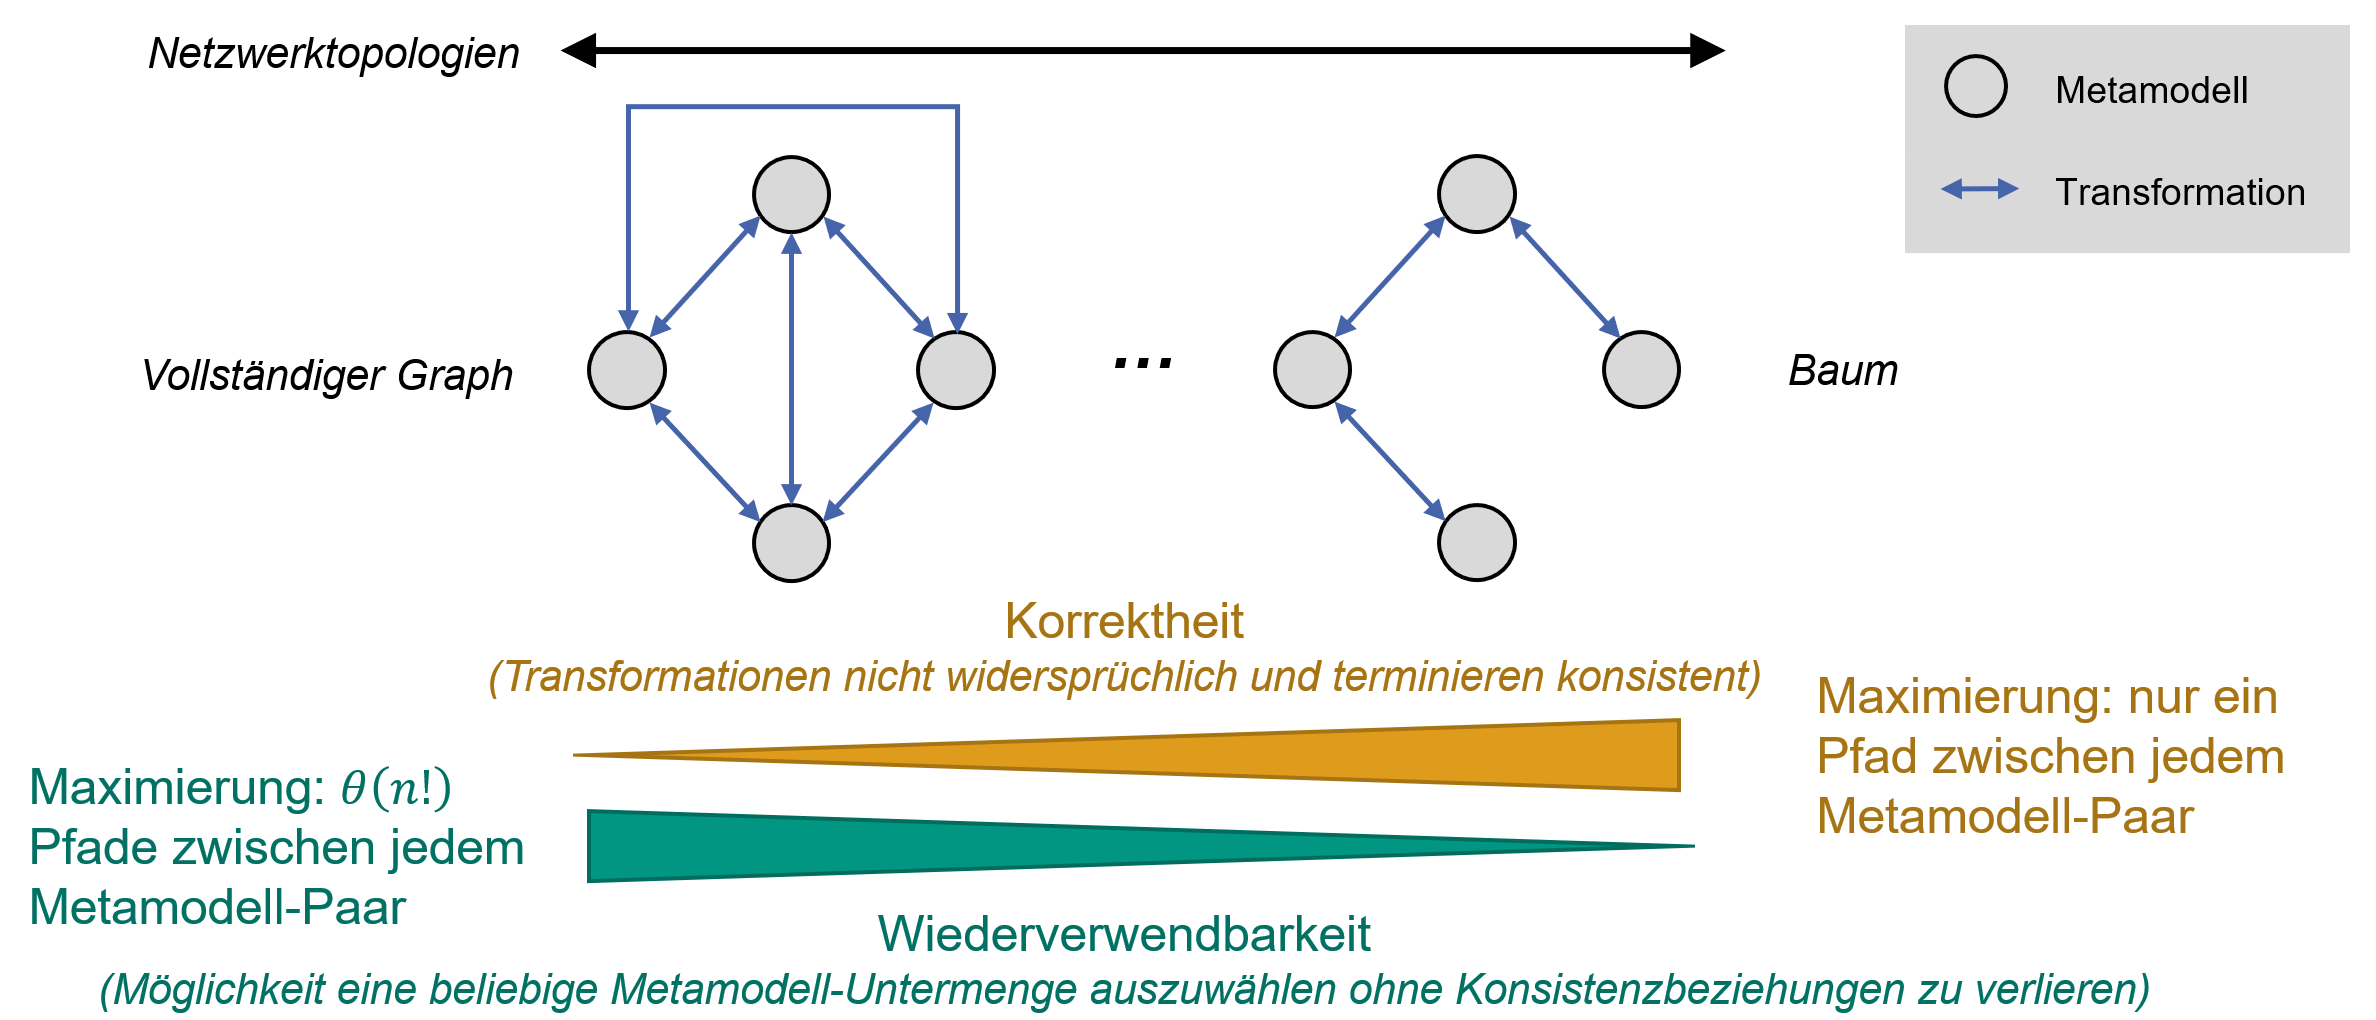 Netzwerktopologien
Metamodell
Transformation
Vollständiger Graph
...
Baum
Korrektheit
(Transformationen nicht widersprüchlich und terminieren konsistent)
Maximierung: nur ein
Pfad zwischen jedem
Metamodell-Paar
Maximierung: θ(n!)
Pfade zwischen jedem
Metamodell-Paar
Wiederverwendbarkeit
(Möglichkeit eine beliebige Metamodell-Untermenge auszuwählen ohne Konsistenzbeziehungen zu verlieren)